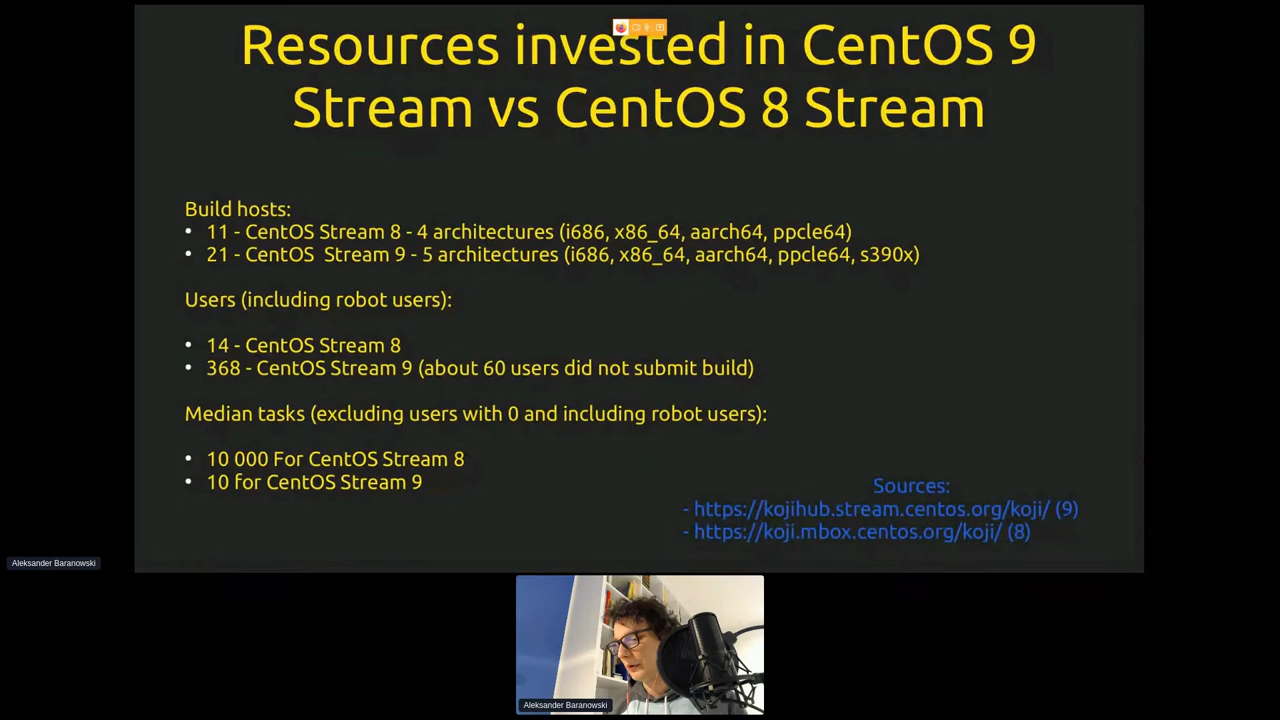 Resources invested in CentOS 9
Stream vs CentOS 8 Stream
Build hosts:
• 11 - CentOS Stream 8 - 4 architectures (i686, x86_64, aarch64, ppcle64)
• 21 - CentOS  Stream 9 - 5 architectures (i686, x86_64, aarch64, ppcle64, s390x)
Users (including robot users):
• 14 - CentOS Stream 8
• 368 - CentOS Stream 9 (about 60 users did not submit build)
Median tasks (excluding users with 0 and including robot users):
• 10 000 For CentOS Stream 8
• 10 for CentOS Stream 9
Sources:
- https://kojihub.stream.centos.org/koji/ (9)
- https://koji.mbox.centos.org/koji/ (8)
Aleksander Baranowski
Aleksander Baranowski